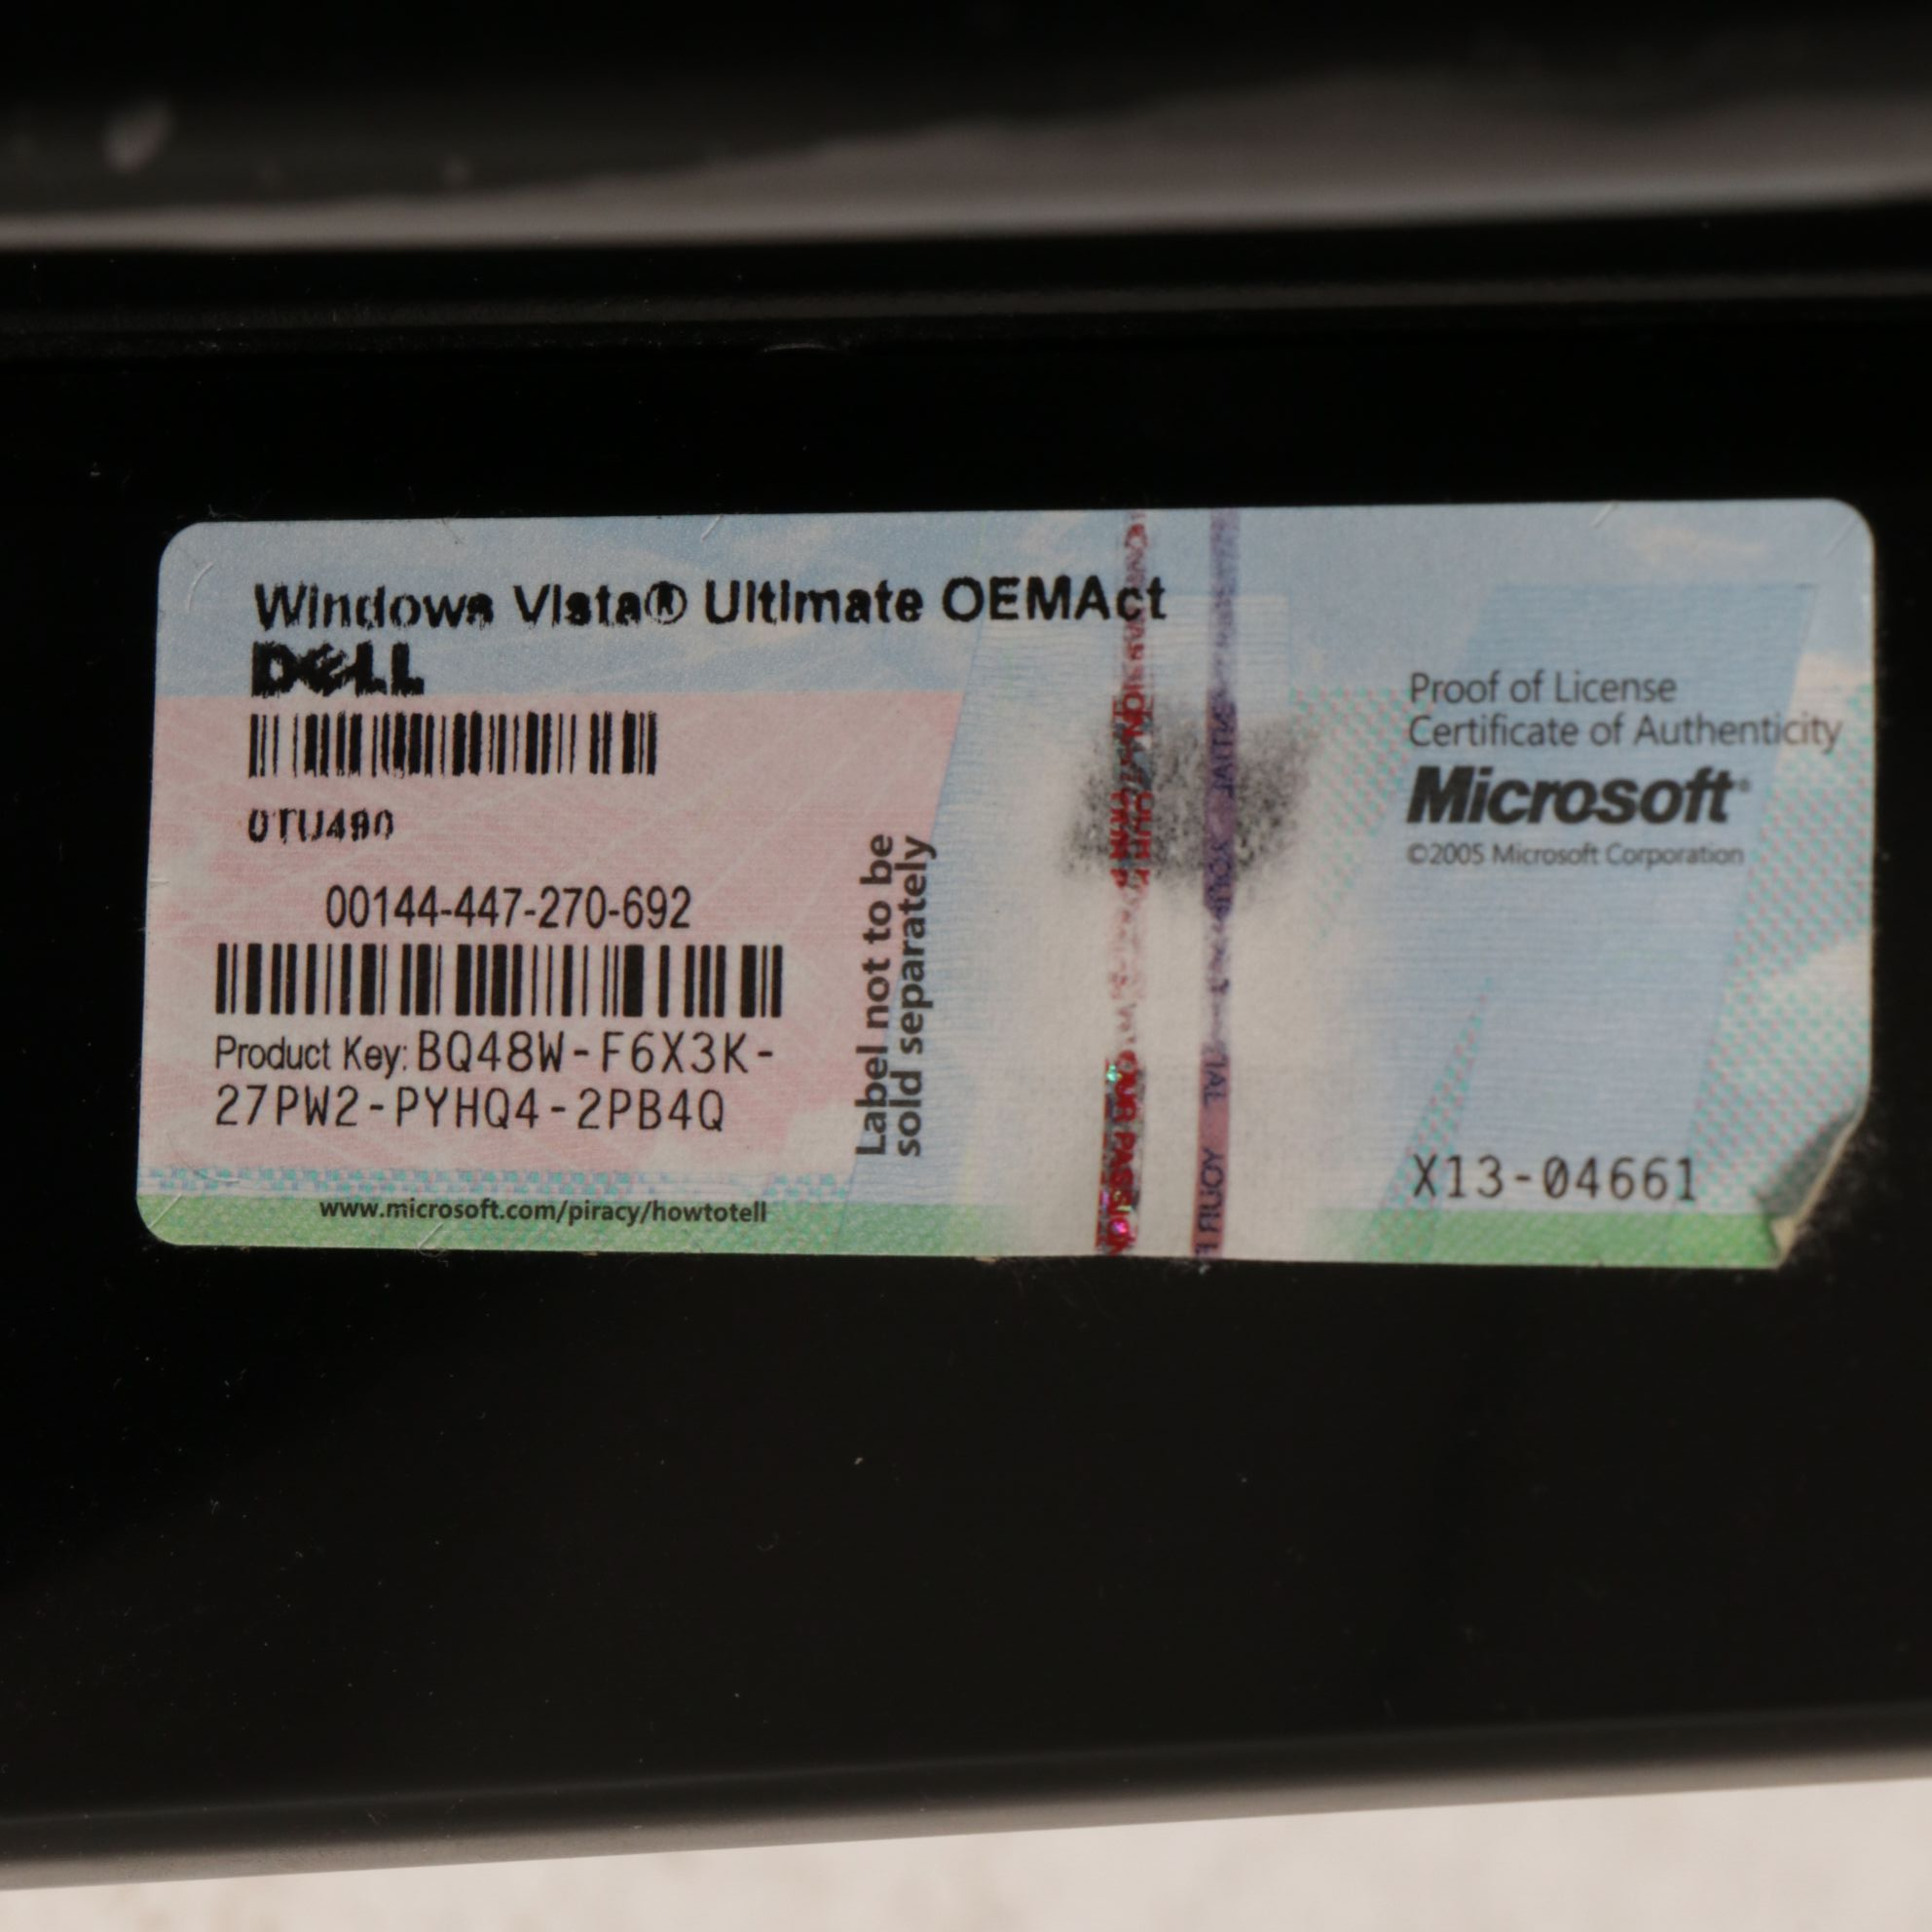 Windows Vista® Ultimate OEMAct
DELL
0TU490
00144-447-270-692
Product Key: BQ48W-F6X3K-
27PW2-PYHQ4-2PB4Q
www.microsoft.com/piracy/howtotell
Label not to be
sold separately
Proof of License
Certificate of Authenticity
Microsoft®
©2005 Microsoft Corporation
X13-04661